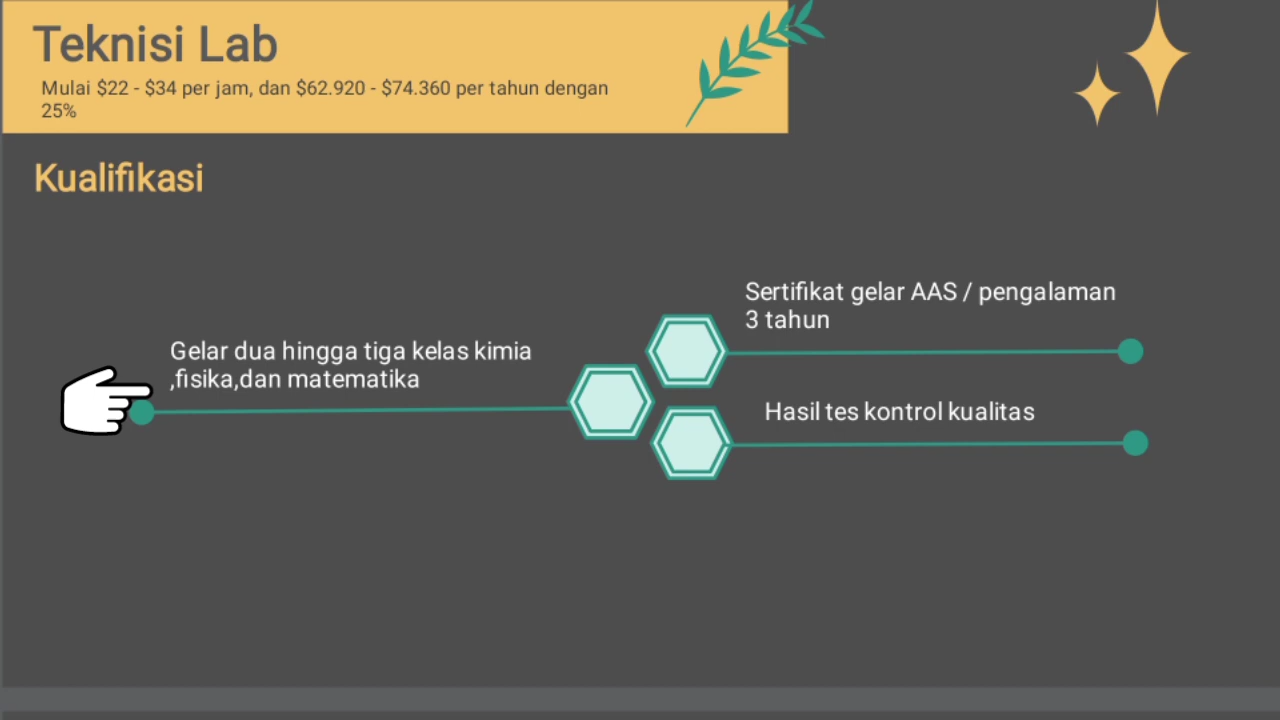 Teknisi Lab
Mulai $22 - $34 per jam, dan $62.920 - $74.360 per tahun dengan
25%
Kualifikasi
Sertifikat gelar AAS / pengalaman
3 tahun
Gelar dua hingga tiga kelas kimia
,fisika,dan matematika
Hasil tes kontrol kualitas